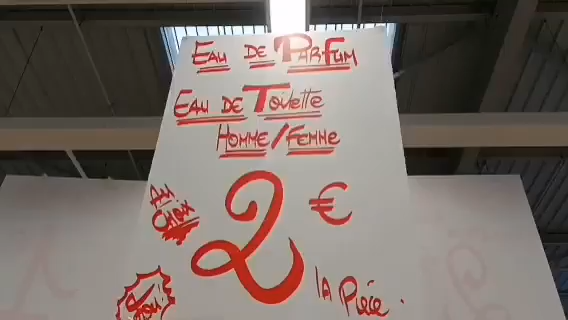 EAU DE PARFUM
EAU DE Toilette
HOMME/FEMME
AU
CHOIX
2 €
LA Pièce.